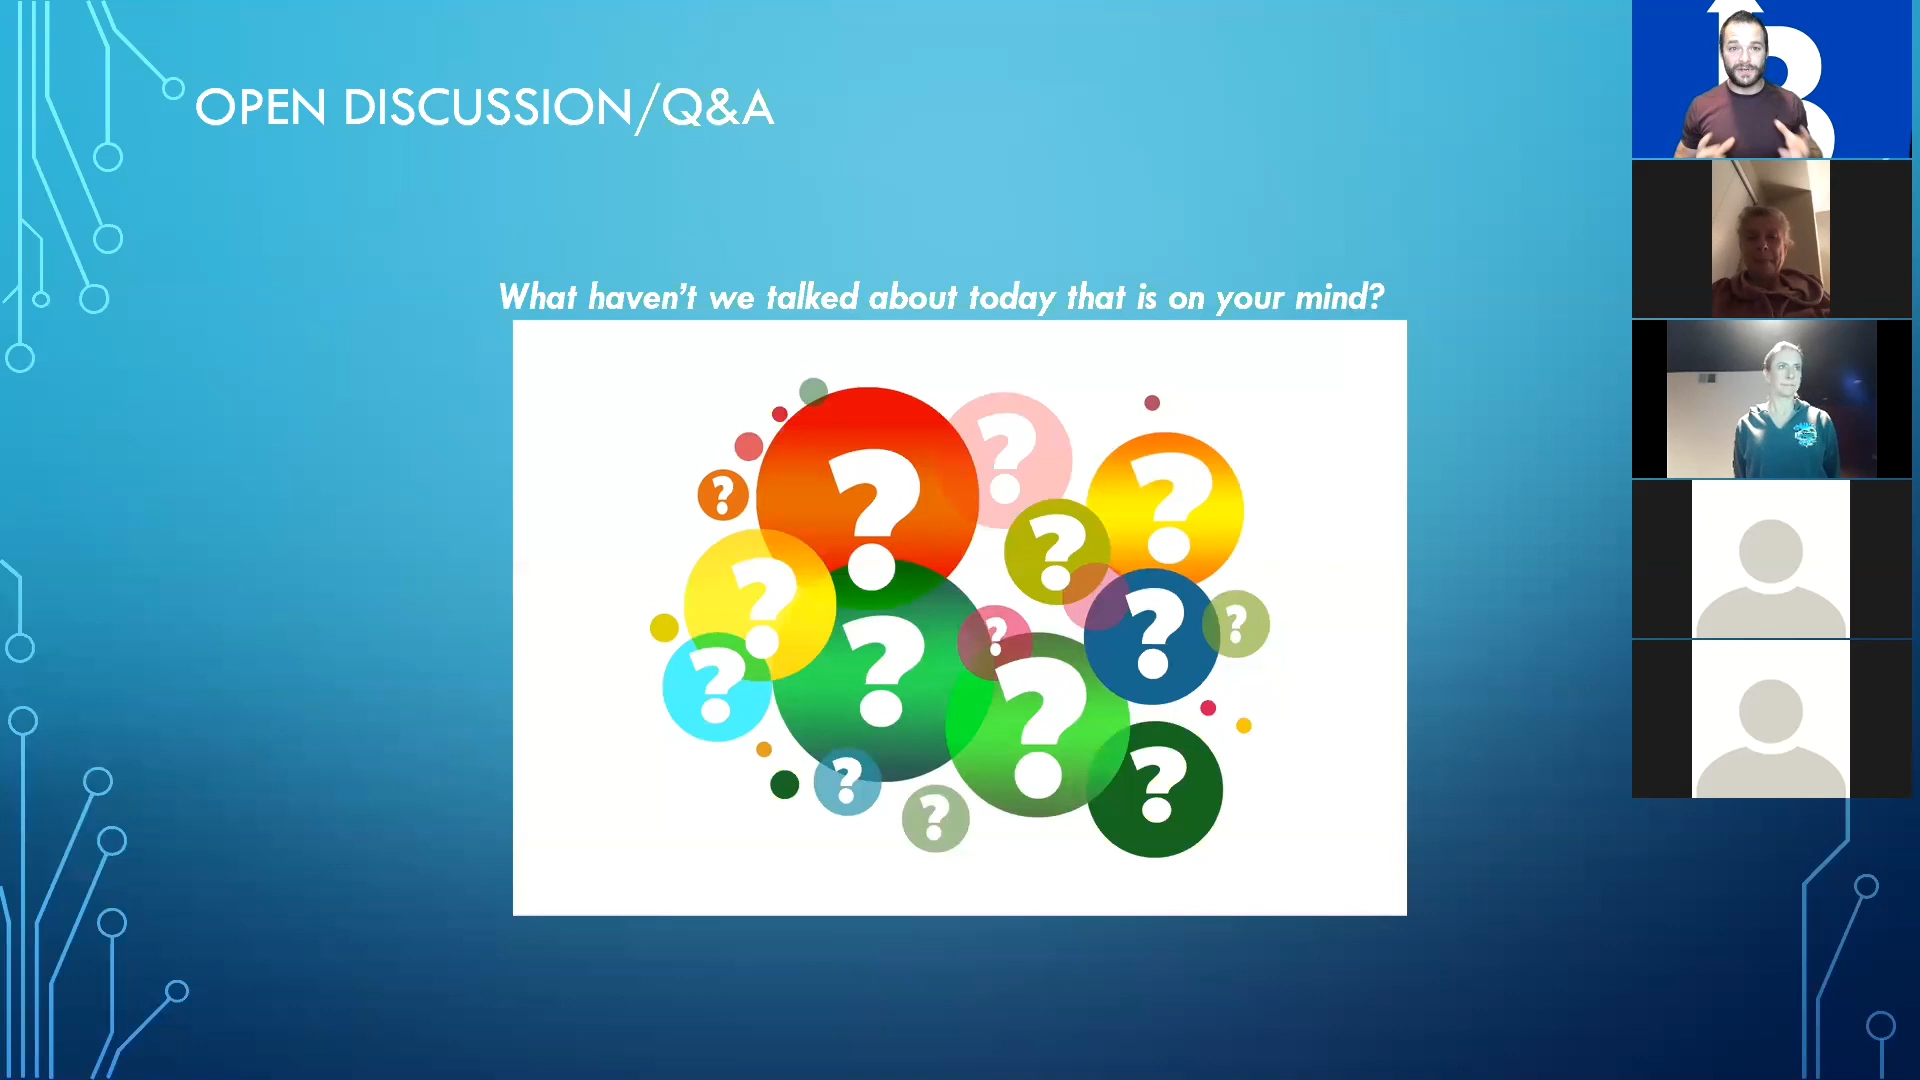 OPEN DISCUSSION/Q&A
What haven't we talked about today that is on your mind?
? ? ? ? ? ? ? ? ? ? ? ? ? ?
B